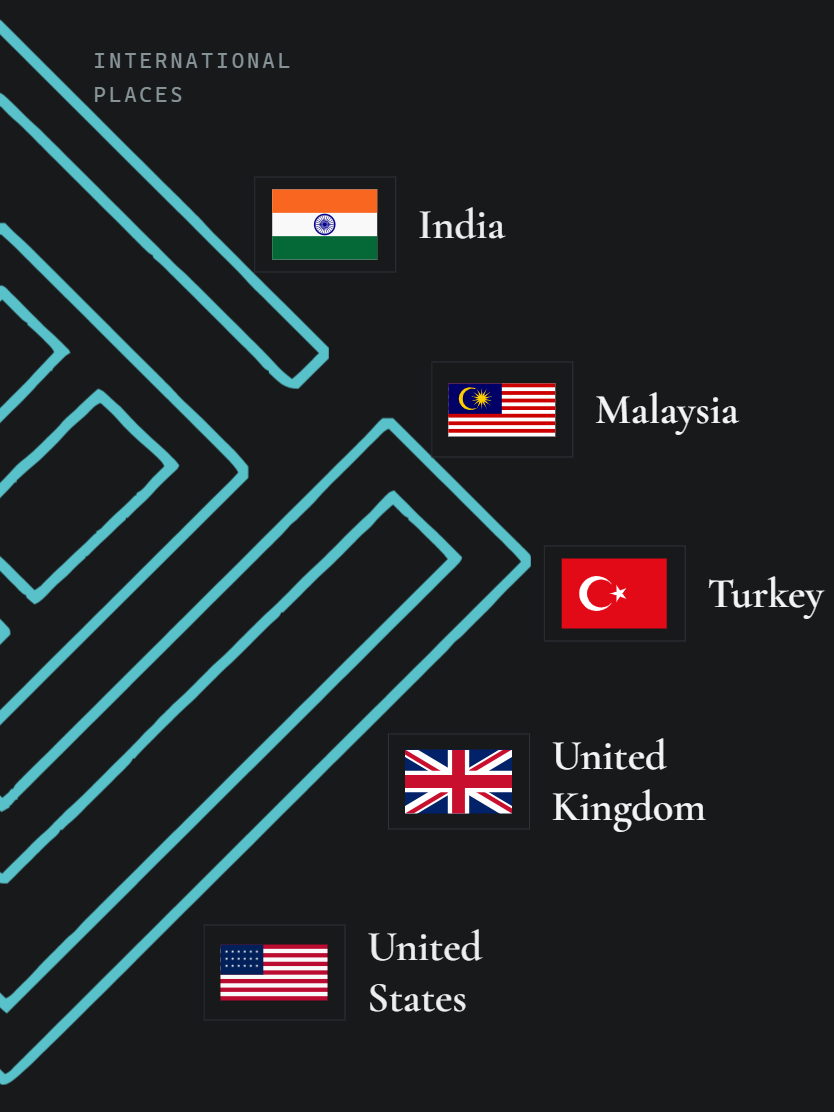 INTERNATIONAL
PLACES
India
Malaysia
Turkey
United
Kingdom
United
States